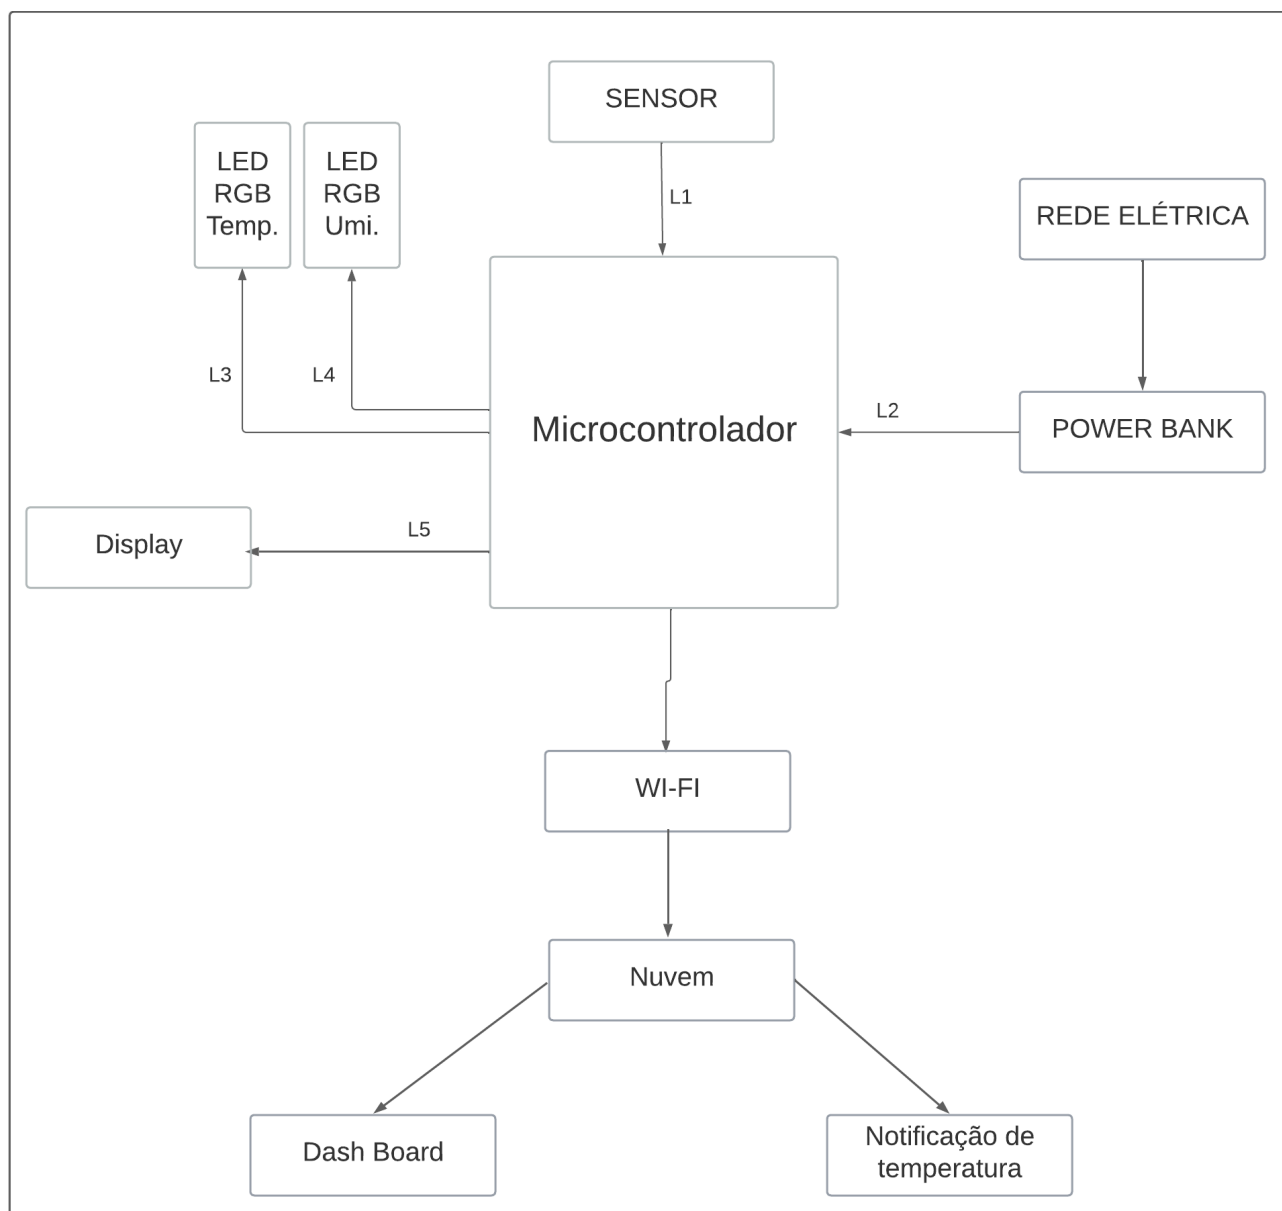 SENSOR
LED
RGB
Temp.
LED
RGB
Umi.
L1
REDE ELÉTRICA
L3
L4
L2
Microcontrolador
POWER BANK
L5
Display
WI-FI
Nuvem
Dash Board
Notificação de
temperatura